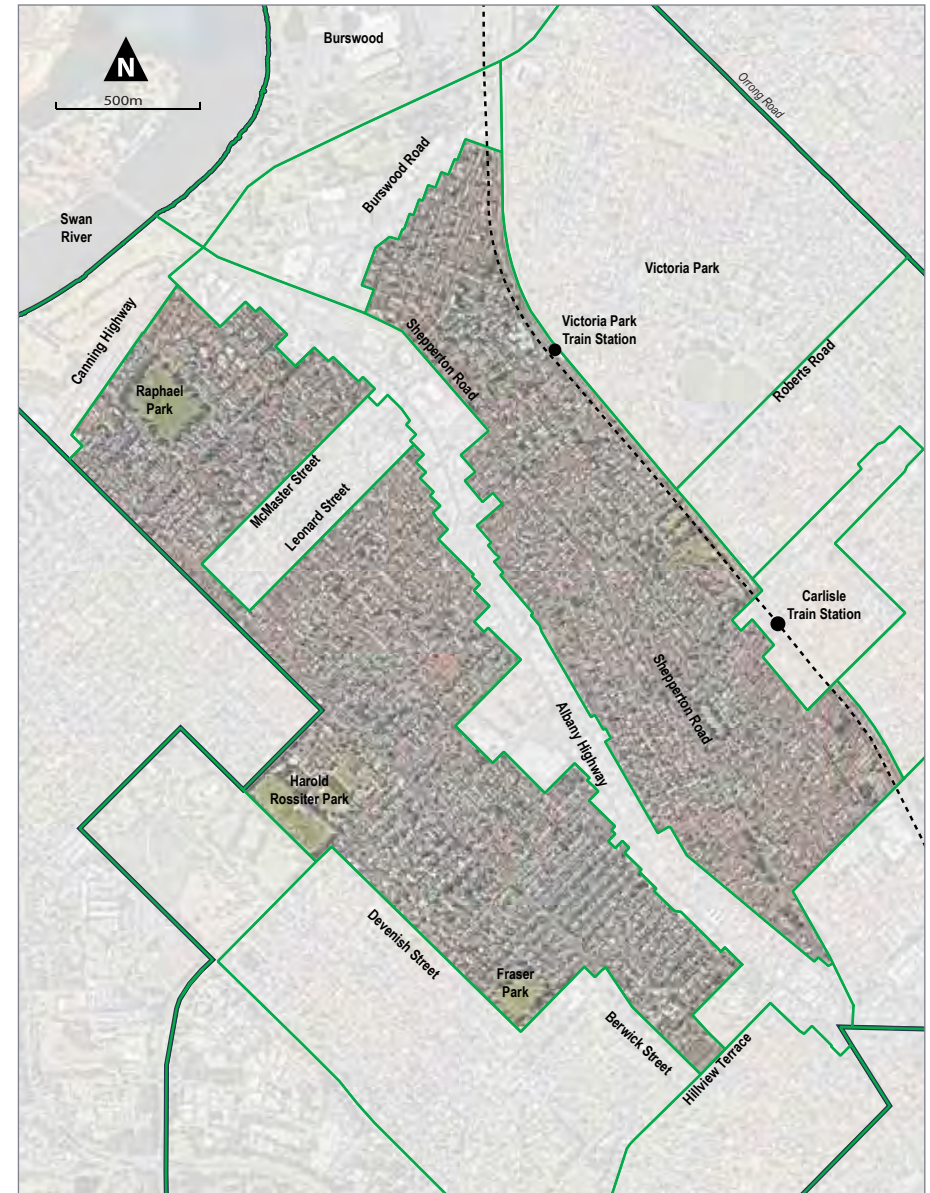 Burswood
N
500m
Orrong Road
Burswood Road
Swan
River
Victoria Park
Canning Highway
Victoria Park
Train Station
Shepperton Road
Roberts Road
Raphael
Park
McMaster Street
Leonard Street
Carlisle
Train Station
Shepperton Road
Albany Highway
Harold
Rossiter Park
Devenish Street
Fraser
Park
Berwick Street
Hillview Terrace